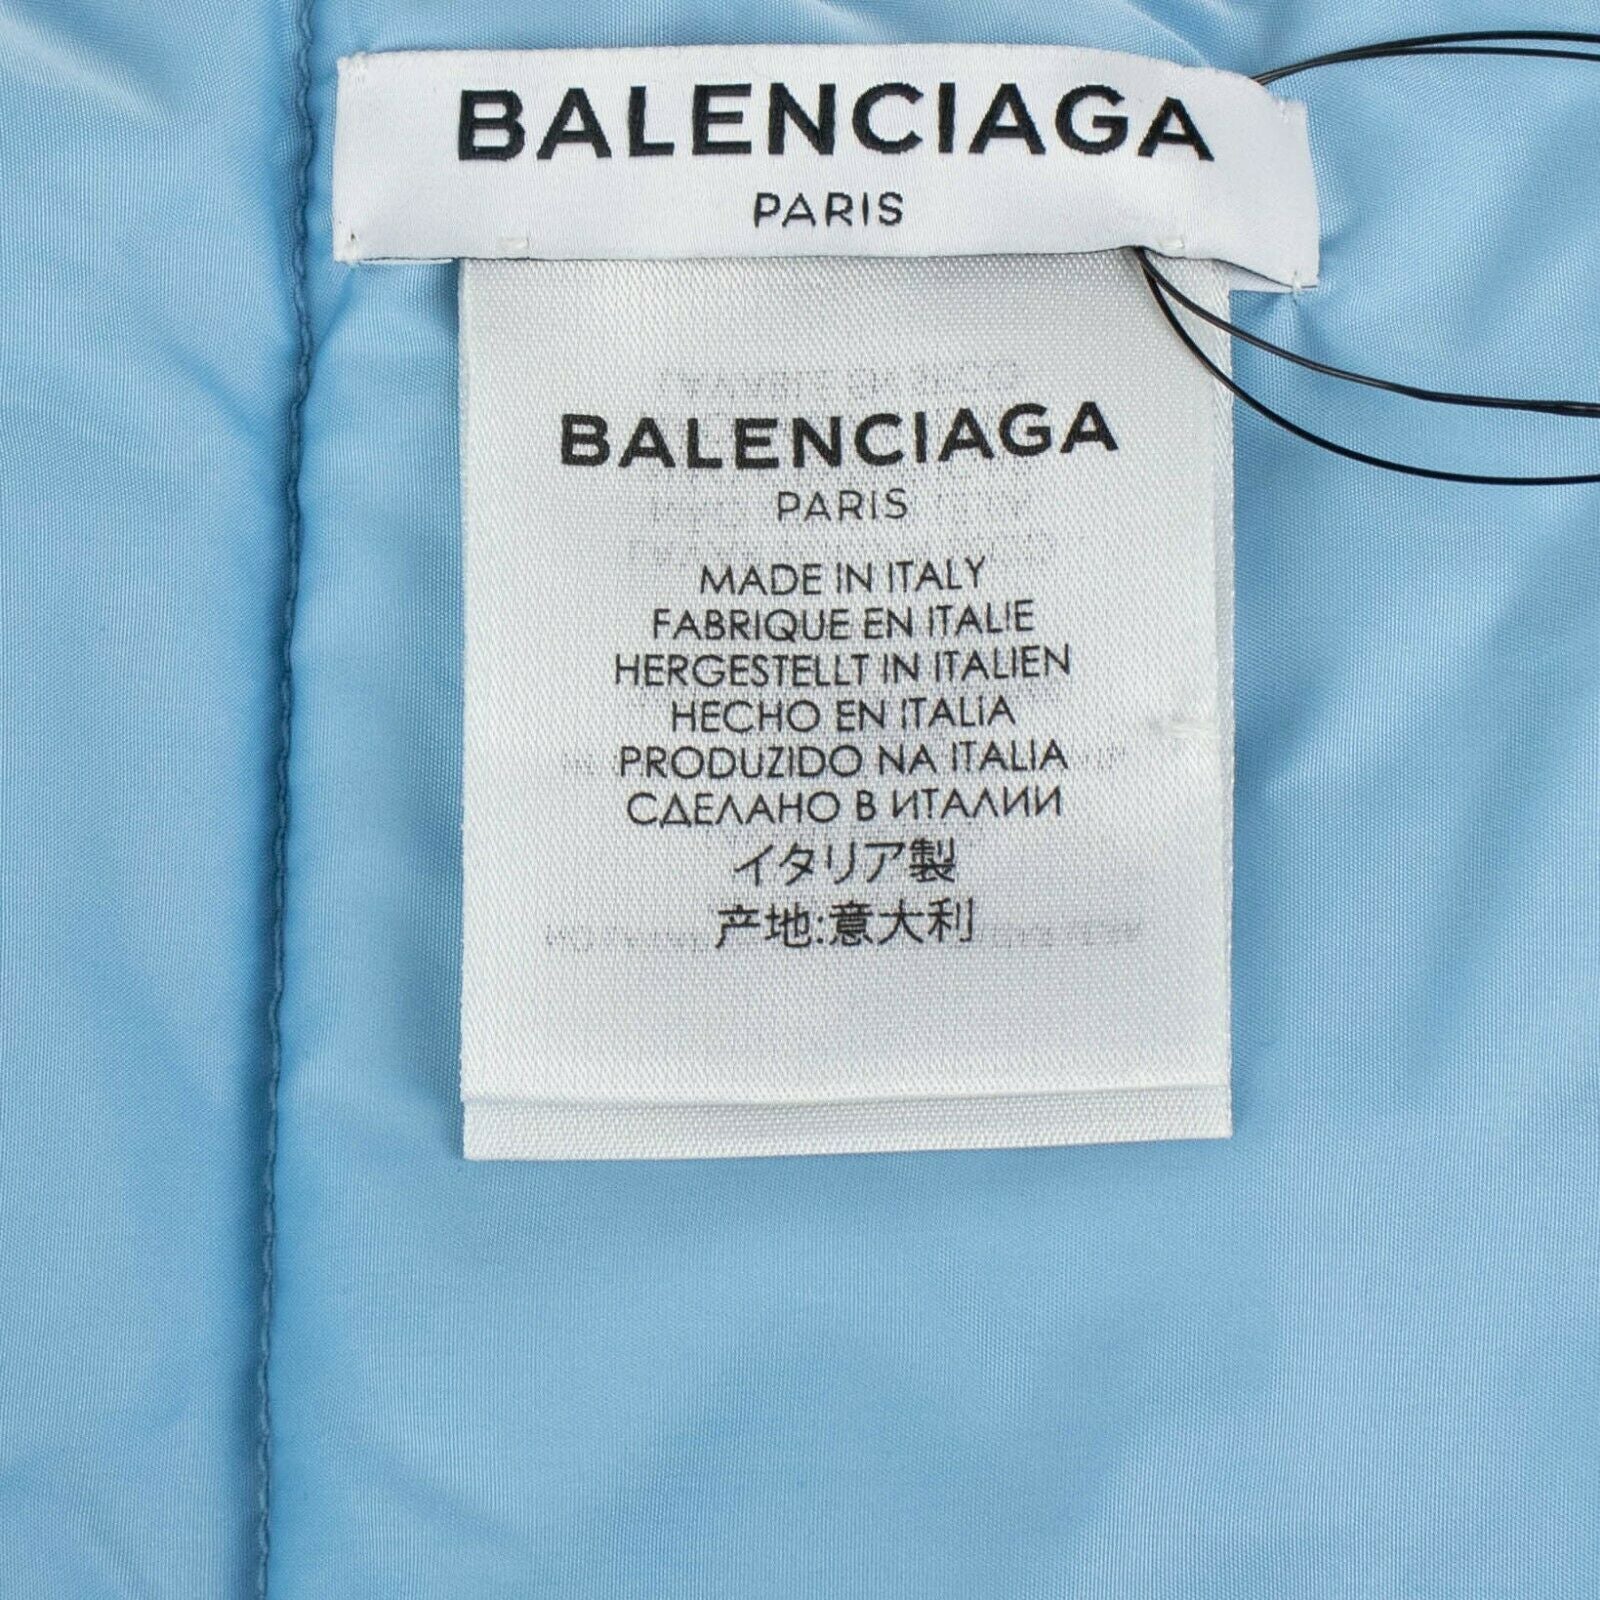 BALENCIAGA
PARIS
BALENCIAGA
PARIS
MADE IN ITALY
FABRIQUE EN ITALIE
HERGESTELLT IN ITALIEN
HECHO EN ITALIA
PRODUZIDO NA ITALIA
СДЕЛАНО В ИТАЛИИ
イタリア製
产地:意大利